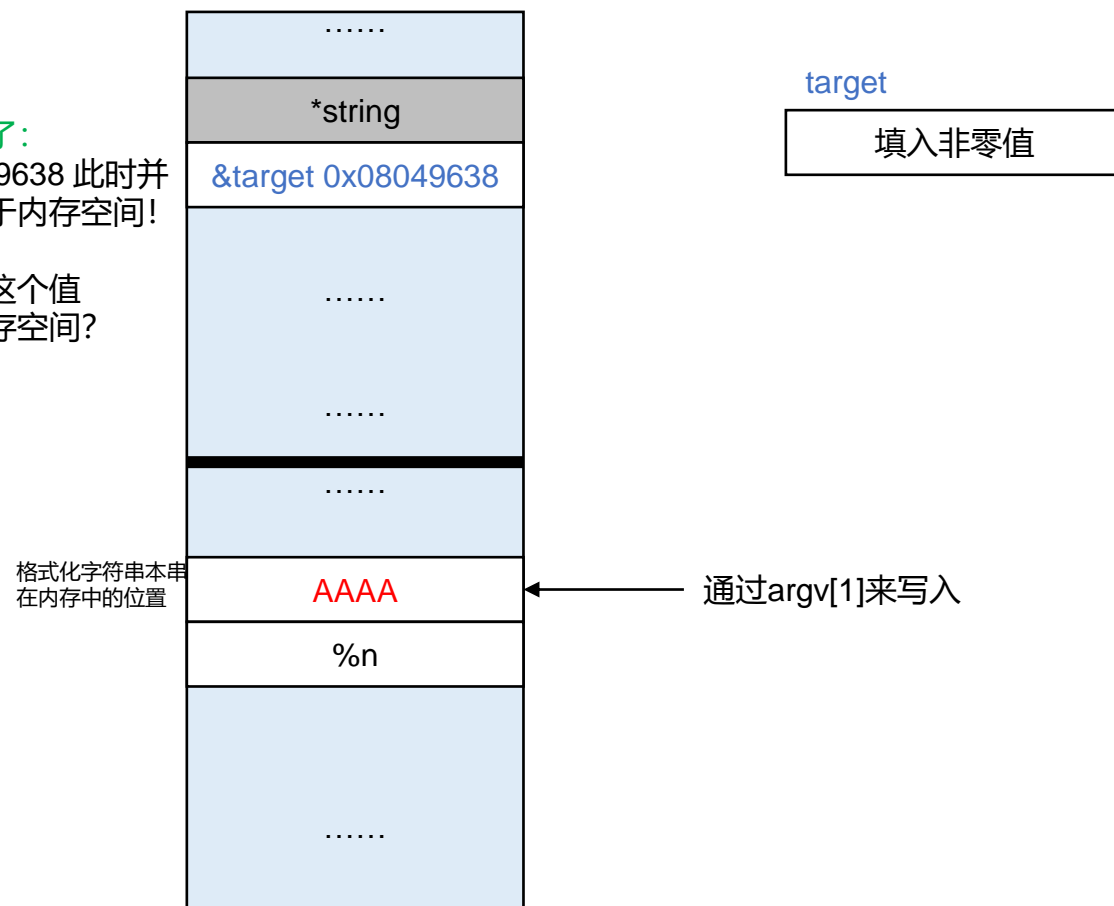 ……
*string
target
填入非零值
了：
9638 此时并
&target 0x08049638
于内存空间！
这个值
存空间？
……
……
……
格式化字符串本串
在内存中的位置
AAAA
通过argv[1]来写入
%n
……